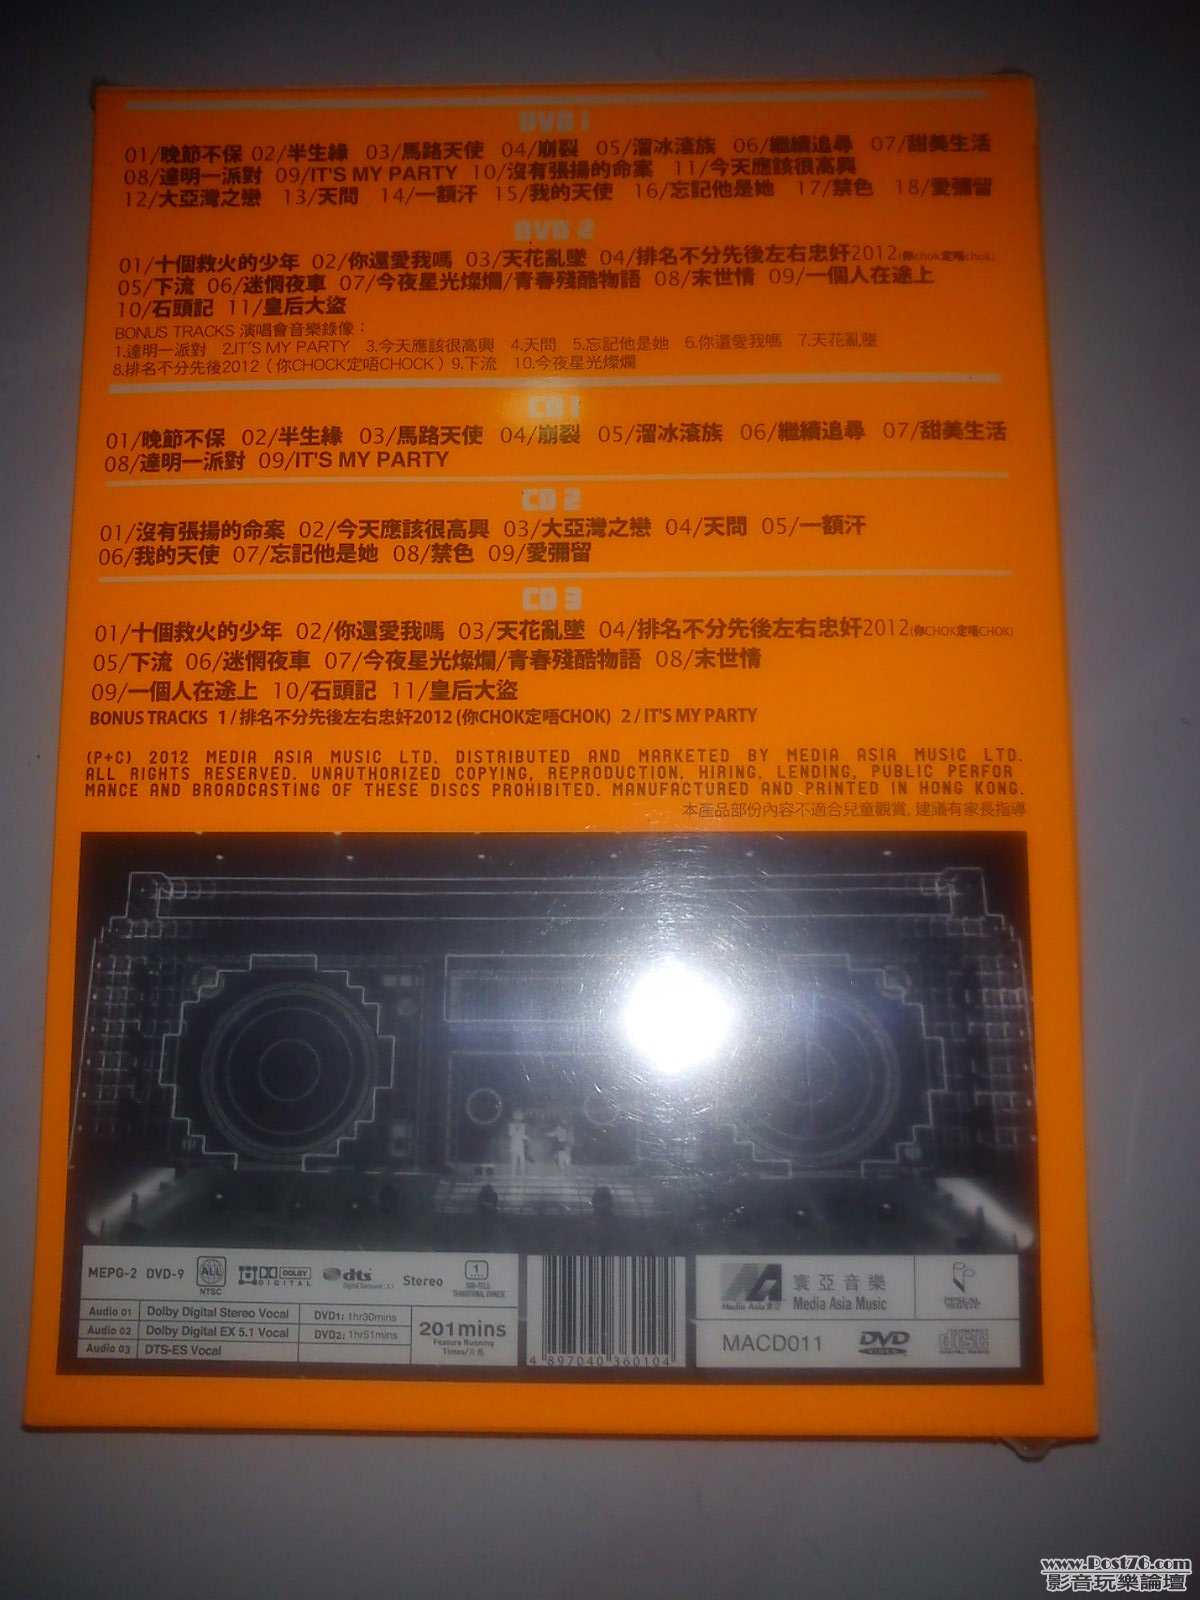 DVD 1
01/晚節不保 02/半生緣 03/馬路天使 04/崩裂 05/溜冰滾族 06/繼續追尋 07/甜美生活
08/達明一派對 09/IT'S MY PARTY 10/沒有張揚的命案 11/今天應該很高興
12/大亞灣之戀 13/天問 14/一額汗 15/我的天使 16/忘記他是她 17/禁色 18/愛彌留
DVD 2
01/十個救火的少年 02/你還愛我嗎 03/天花亂墜 04/排名不分先後左右忠奸2012(你chok定唔chok)
05/下流 06/迷惘夜車 07/今夜星光燦爛/青春殘酷物語 08/末世情 09/一個人在途上
10/石頭記 11/皇后大盜
BONUS TRACKS 演唱會音樂錄像：
1.達明一派對 2.IT'S MY PARTY 3.今天應該很高興 4.天問 5.忘記他是她 6.你還愛我嗎 7.天花亂墜
8.排名不分先後2012（你CHOCK定唔CHOCK）9.下流 10.今夜星光燦爛
CD 1
01/晚節不保 02/半生緣 03/馬路天使 04/崩裂 05/溜冰滾族 06/繼續追尋 07/甜美生活
08/達明一派對 09/IT'S MY PARTY
CD 2
01/沒有張揚的命案 02/今天應該很高興 03/大亞灣之戀 04/天問 05/一額汗
06/我的天使 07/忘記他是她 08/禁色 09/愛彌留
CD 3
01/十個救火的少年 02/你還愛我嗎 03/天花亂墜 04/排名不分先後左右忠奸2012(你CHOK定唔CHOK)
05/下流 06/迷惘夜車 07/今夜星光燦爛/青春殘酷物語 08/末世情
09/一個人在途上 10/石頭記 11/皇后大盜
BONUS TRACKS 1/排名不分先後左右忠奸2012 (你CHOK定唔CHOK) 2/IT'S MY PARTY
(P+C) 2012 MEDIA ASIA MUSIC LTD. DISTRIBUTED AND MARKETED BY MEDIA ASIA MUSIC LTD.
ALL RIGHTS RESERVED. UNAUTHORIZED COPYING, REPRODUCTION, HIRING, LENDING, PUBLIC PERFOR
MANCE AND BROADCASTING OF THESE DISCS PROHIBITED. MANUFACTURED AND PRINTED IN HONG KONG.
本產品部份內容不適合兒童觀賞, 建議有家長指導
MEPG-2 DVD-9 ALL NTSC DOLBY DIGITAL dts Digital Surround 5.1 Stereo 1 SUB-TITLE: TRADITIONAL CHINESE
Audio 01 Dolby Digital Stereo Vocal DVD1: 1hr30mins
Audio 02 Dolby Digital EX 5.1 Vocal DVD2: 1hr51mins
Audio 03 DTS-ES Vocal
201mins
Feature Running
Times/片長
4 897040 360104
Media Asia 寰亞
寰亞音樂
Media Asia Music
MACD011 DVD VIDEO COMPACT disc DIGITAL AUDIO
www.Post76.com
影音玩樂論壇